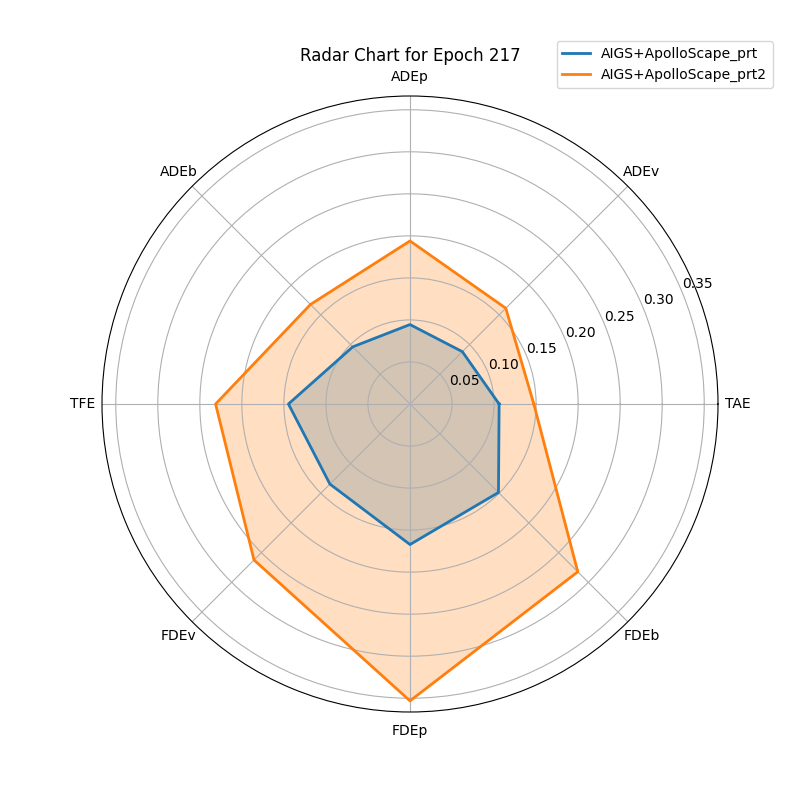 Radar Chart for Epoch 217
AIGS+ApolloScape_prt
AIGS+ApolloScape_prt2
ADEp
ADEb
ADEv
0.35
0.30
0.25
0.20
0.15
0.10
0.05
TFE
TAE
FDEv
FDEb
FDEp